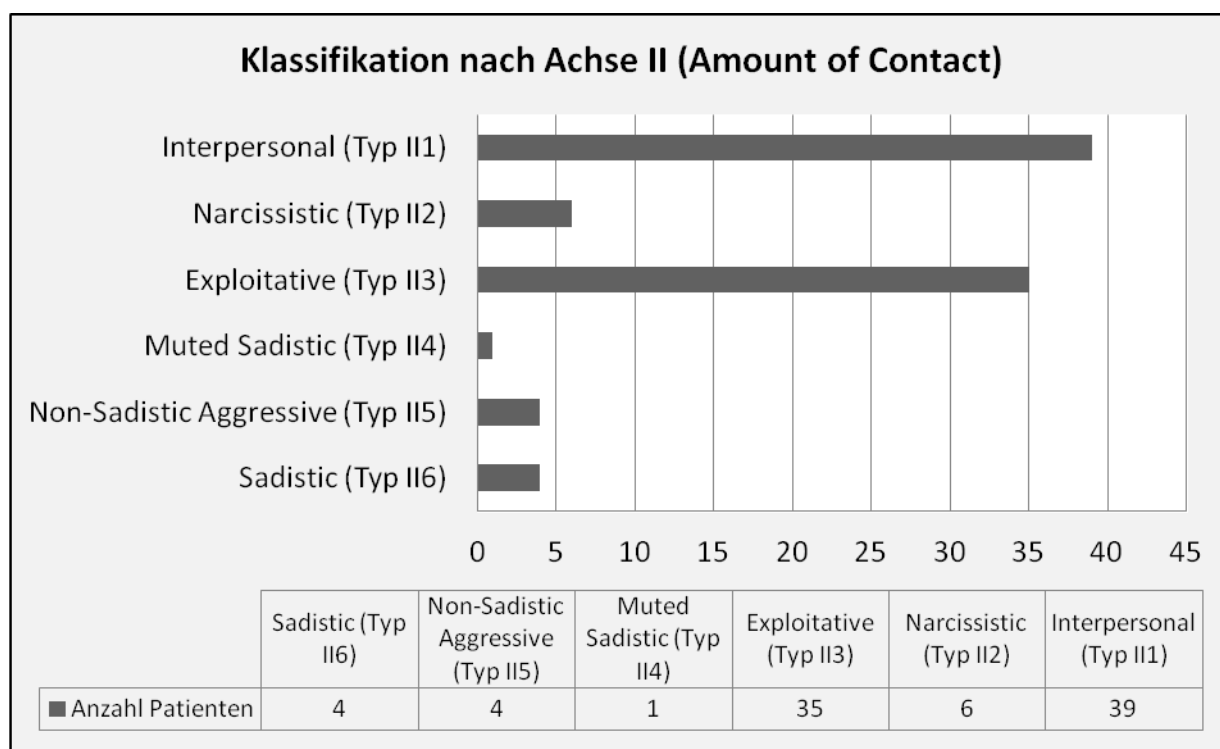 Klassifikation nach Achse II (Amount of Contact)
Interpersonal (Typ II1)
Narcissistic (Typ II2)
Exploitative (Typ II3)
Muted Sadistic (Typ II4)
Non-Sadistic Aggressive (Typ II5)
Sadistic (Typ II6)
0 5 10 15 20 25 30 35 40 45
Sadistic (Typ
II6)
Non-Sadistic
Aggressive
(Typ II5)
Muted
Sadistic (Typ
II4)
Exploitative
(Typ II3)
Narcissistic
(Typ II2)
Interpersonal
(Typ II1)
Anzahl Patienten 4 4 1 35 6 39